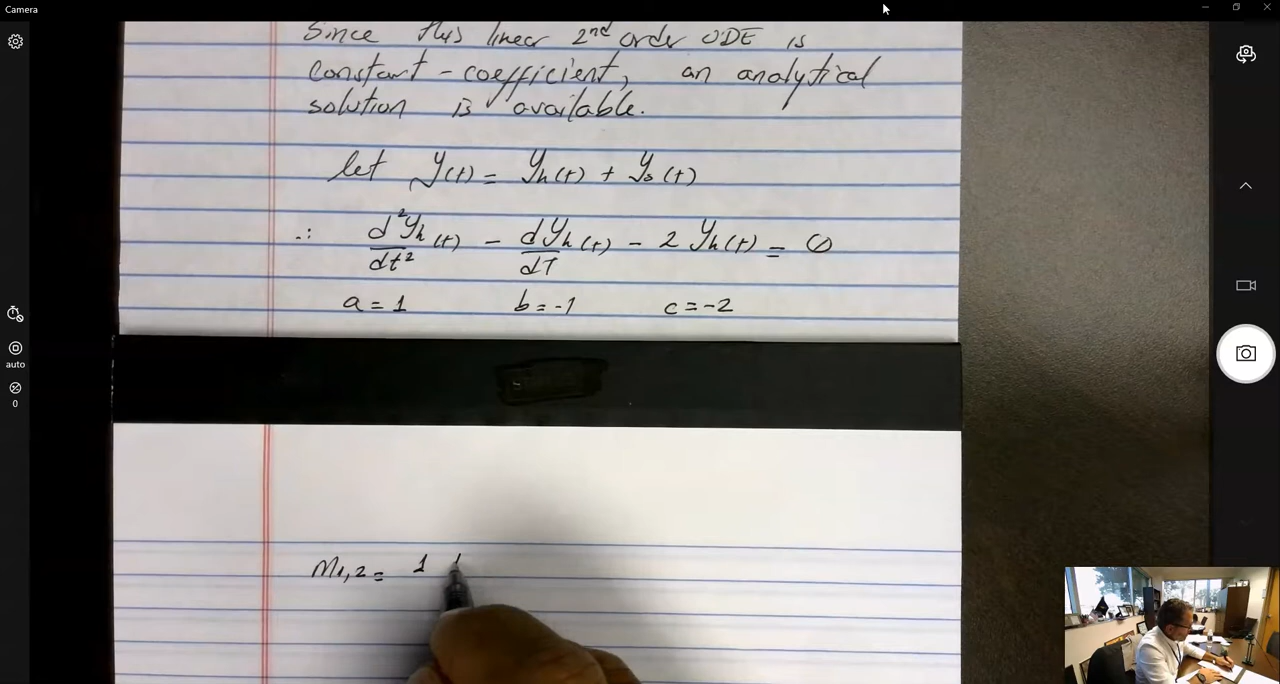 Camera
Since this linear 2nd order ODE is
constant-coefficient, an analytical
solution is available.
let y(t) = yh(t) + ys(t)
∴ d²yh/dt² (t) - dyh/dT (t) - 2 yh(t) = 0
a = 1 b = -1 c = -2
m1,2 = 1
auto
0